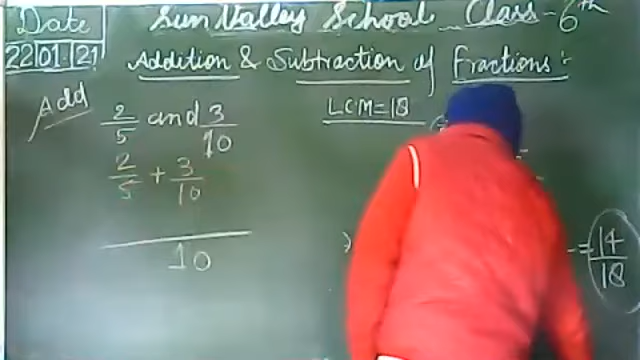 Date
22/01/21
Sun Valley School Class - 6th
Addition & Subtraction of Fractions :
Add
2/5 and 3/10
2/5 + 3/10
10
LCM = 18
= 14/18